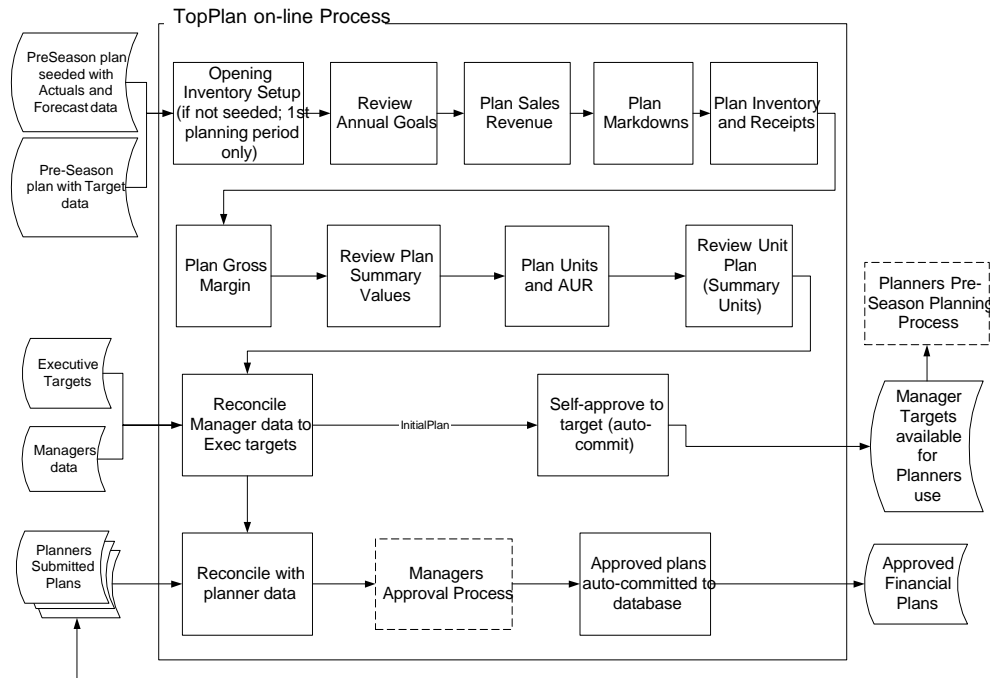 TopPlan on-line Process
PreSeason plan
seeded with
Actuals and
Forecast data
Opening
Inventory Setup
(if not seeded; 1st
planning period
only)
Review
Annual Goals
Plan Sales
Revenue
Plan
Markdowns
Plan Inventory
and Receipts
Pre-Season
plan with Target
data
Plan Gross
Margin
Review Plan
Summary
Values
Plan Units
and AUR
Review Unit
Plan
(Summary
Units)
Planners Pre-
Season Planning
Process
Executive
Targets
Managers
data
Reconcile
Manager data to
Exec targets
InitialPlan
Self-approve to
target (auto-
commit)
Manager
Targets
available
for
Planners
use
Planners
Submitted
Plans
Reconcile with
planner data
Managers
Approval Process
Approved plans
auto-committed to
database
Approved
Financial
Plans